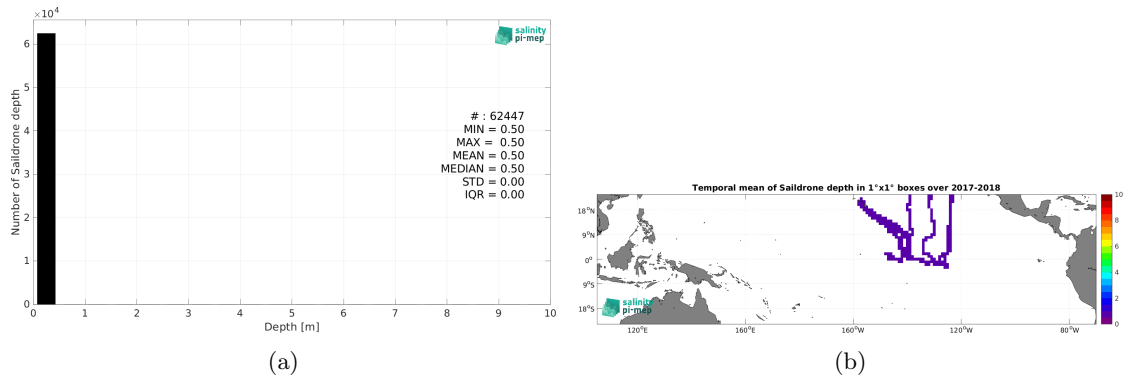 ×10⁴
6
5
4
3
2
1
0
Number of Saildrone depth
salinity
pi-mep
# : 62447
MIN = 0.50
MAX = 0.50
MEAN = 0.50
MEDIAN = 0.50
STD = 0.00
IQR = 0.00
0 1 2 3 4 5 6 7 8 9 10
Depth [m]
(a)
Temporal mean of Saildrone depth in 1°x1° boxes over 2017-2018
18°N
9°N
0°
9°S
18°S
salinity
pi-mep
120°E 160°E 160°W 120°W 80°W
10
8
6
4
2
0
(b)